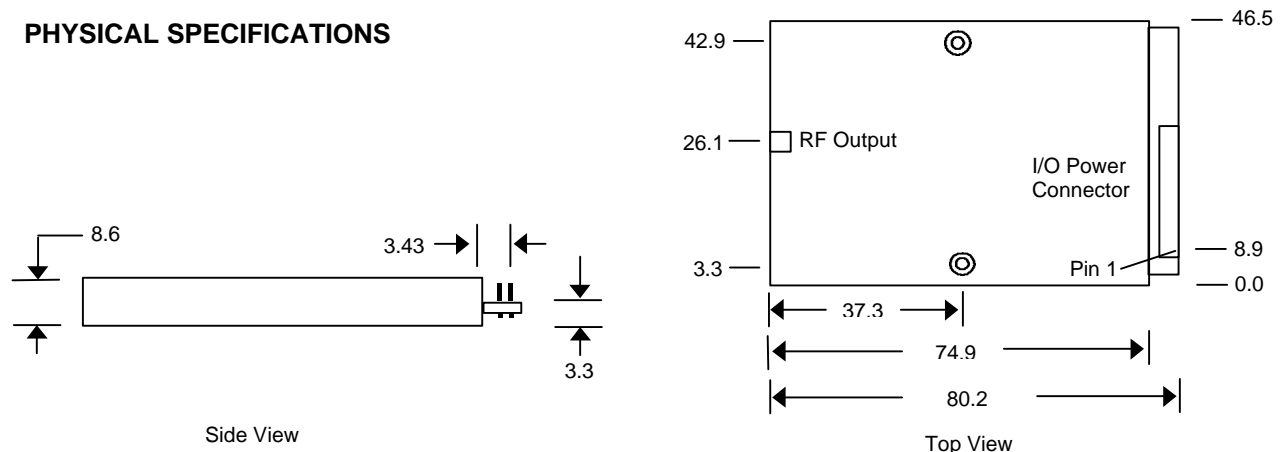 PHYSICAL SPECIFICATIONS
46.5
42.9
26.1
RF Output
I/O Power
Connector
8.6
3.43
8.9
3.3
Pin 1
0.0
37.3
74.9
3.3
80.2
Side View
Top View